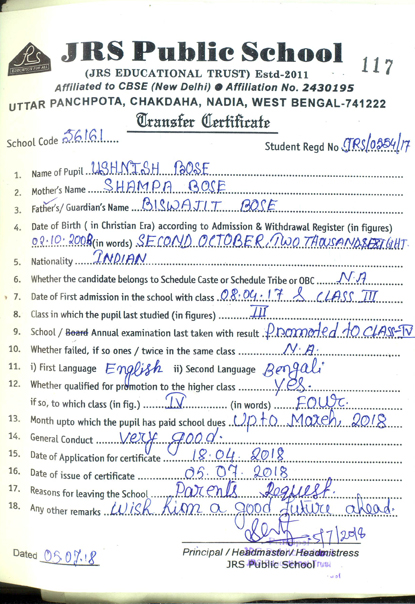 JRS Public School
117
(JRS EDUCATIONAL TRUST) Estd-2011
Affiliated to CBSE (New Delhi) ● Affiliation No. 2430195
UTTAR PANCHPOTA, CHAKDAHA, NADIA, WEST BENGAL-741222
Transfer Certificate
School Code 56161 Student Regd No JRS/0254/17
1. Name of Pupil USHNISH BOSE
2. Mother's Name SHAMPA BOSE
3. Father's/ Guardian's Name BISWAJIT BOSE
4. Date of Birth ( in Christian Era) according to Admission & Withdrawal Register (in figures)
02.10.2008 (in words) SECOND OCTOBER, TWO THOUSAND EIGHT.
5. Nationality INDIAN
6. Whether the candidate belongs to Schedule Caste or Schedule Tribe or OBC N.A
7. Date of First admission in the school with class 08.04.17 & CLASS III
8. Class in which the pupil last studied (in figures) III
9. School / Board Annual examination last taken with result Promoted to CLASS-IV
10. Whether failed, if so ones / twice in the same class N.A.
11. i) First Language English ii) Second Language Bengali
12. Whether qualified for promotion to the higher class Yes.
if so, to which class (in fig.) IV (in words) FOUR.
13. Month upto which the pupil has paid school dues Upto March, 2018
14. General Conduct very good.
15. Date of Application for certificate 18.04.2018
16. Date of issue of certificate 05.07.2018
17. Reasons for leaving the School Parents Request.
18. Any other remarks wish him a good future ahead.
5/7/2018
Dated 05.07.18 Principal / Headmaster/ Headmistress
JRS Public School